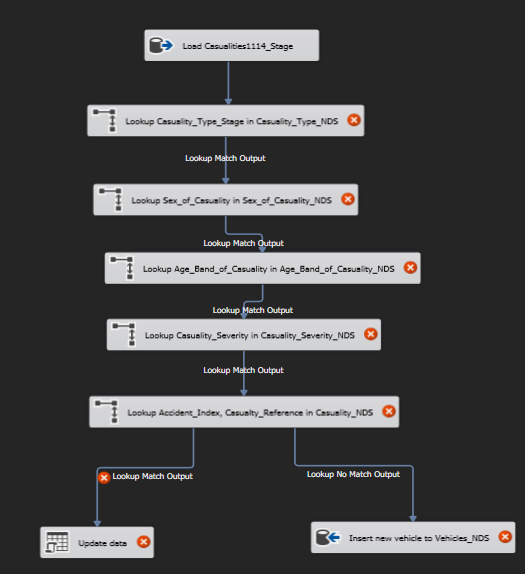 Load Casualities1114_Stage
Lookup Casuality_Type_Stage in Casuality_Type_NDS
Lookup Match Output
Lookup Sex_of_Casuality in Sex_of_Casuality_NDS
Lookup Match Output
Lookup Age_Band_of_Casuality in Age_Band_of_Casuality_NDS
Lookup Match Output
Lookup Casuality_Severity in Casuality_Severity_NDS
Lookup Match Output
Lookup Accident_Index, Casualty_Reference in Casuality_NDS
Lookup Match Output
Lookup No Match Output
Update data
Insert new vehicle to Vehicles_NDS